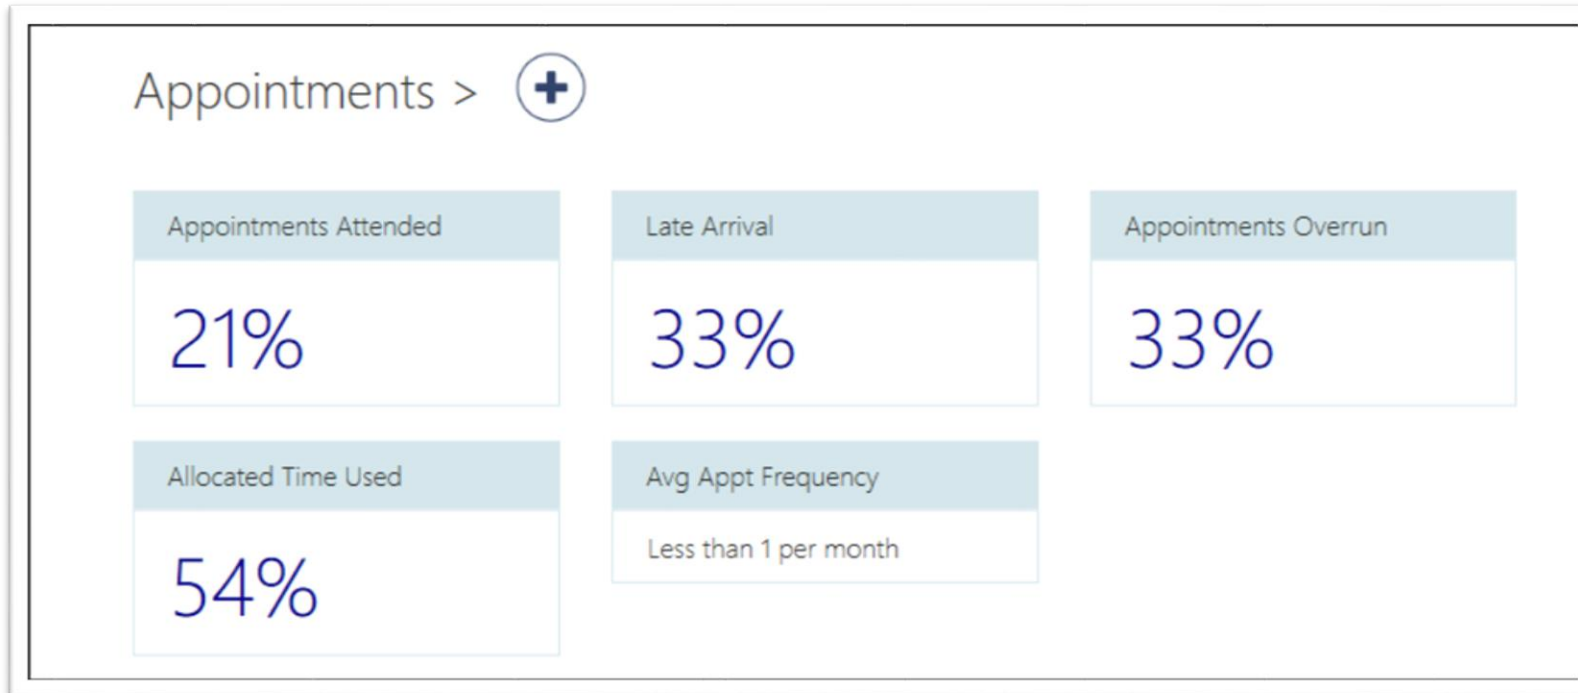 Appointments >
Appointments Attended
21%
Late Arrival
33%
Appointments Overrun
33%
Allocated Time Used
54%
Avg Appt Frequency
Less than 1 per month